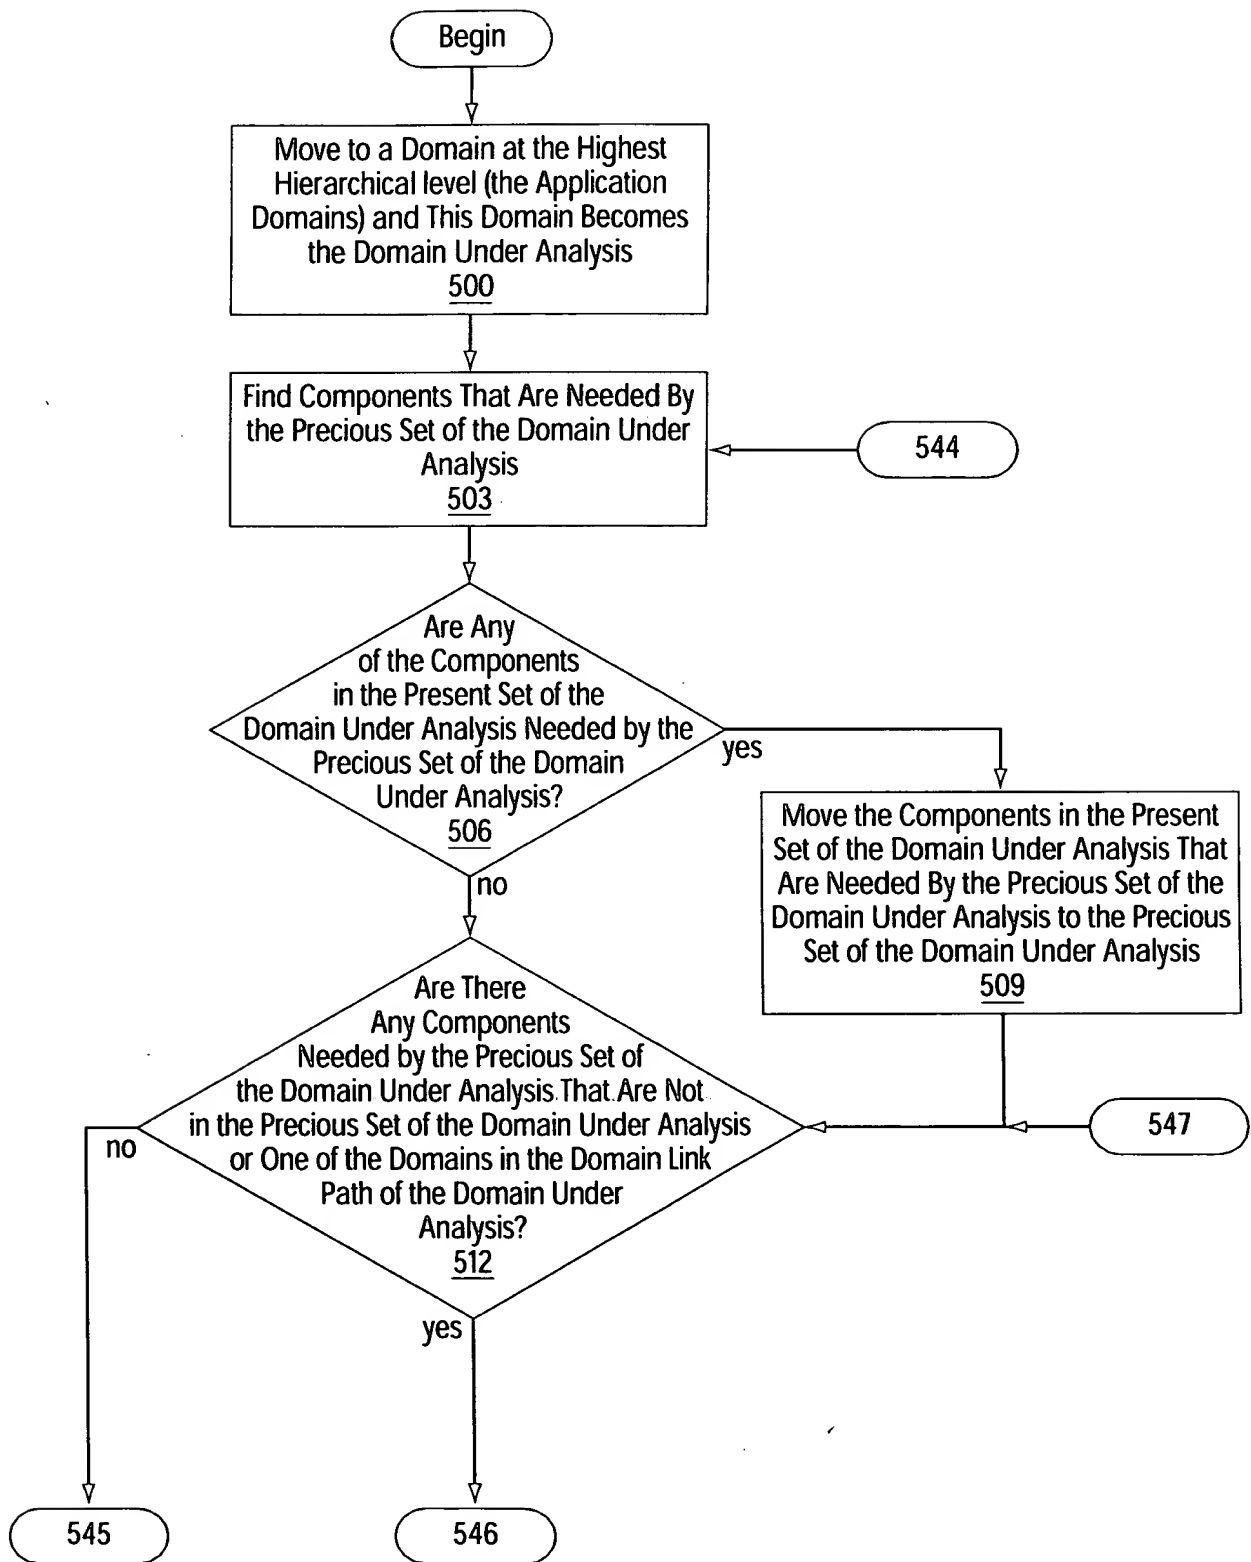 Begin
Move to a Domain at the Highest
Hierarchical level (the Application
Domains) and This Domain Becomes
the Domain Under Analysis
500
Find Components That Are Needed By
the Precious Set of the Domain Under
Analysis
503
544
Are Any
of the Components
in the Present Set of the
Domain Under Analysis Needed by the
Precious Set of the Domain
Under Analysis?
506
yes
no
Move the Components in the Present
Set of the Domain Under Analysis That
Are Needed By the Precious Set of the
Domain Under Analysis to the Precious
Set of the Domain Under Analysis
509
Are There
Any Components
Needed by the Precious Set of
the Domain Under Analysis That Are Not
in the Precious Set of the Domain Under Analysis
or One of the Domains in the Domain Link
Path of the Domain Under
Analysis?
512
547
no
yes
545
546